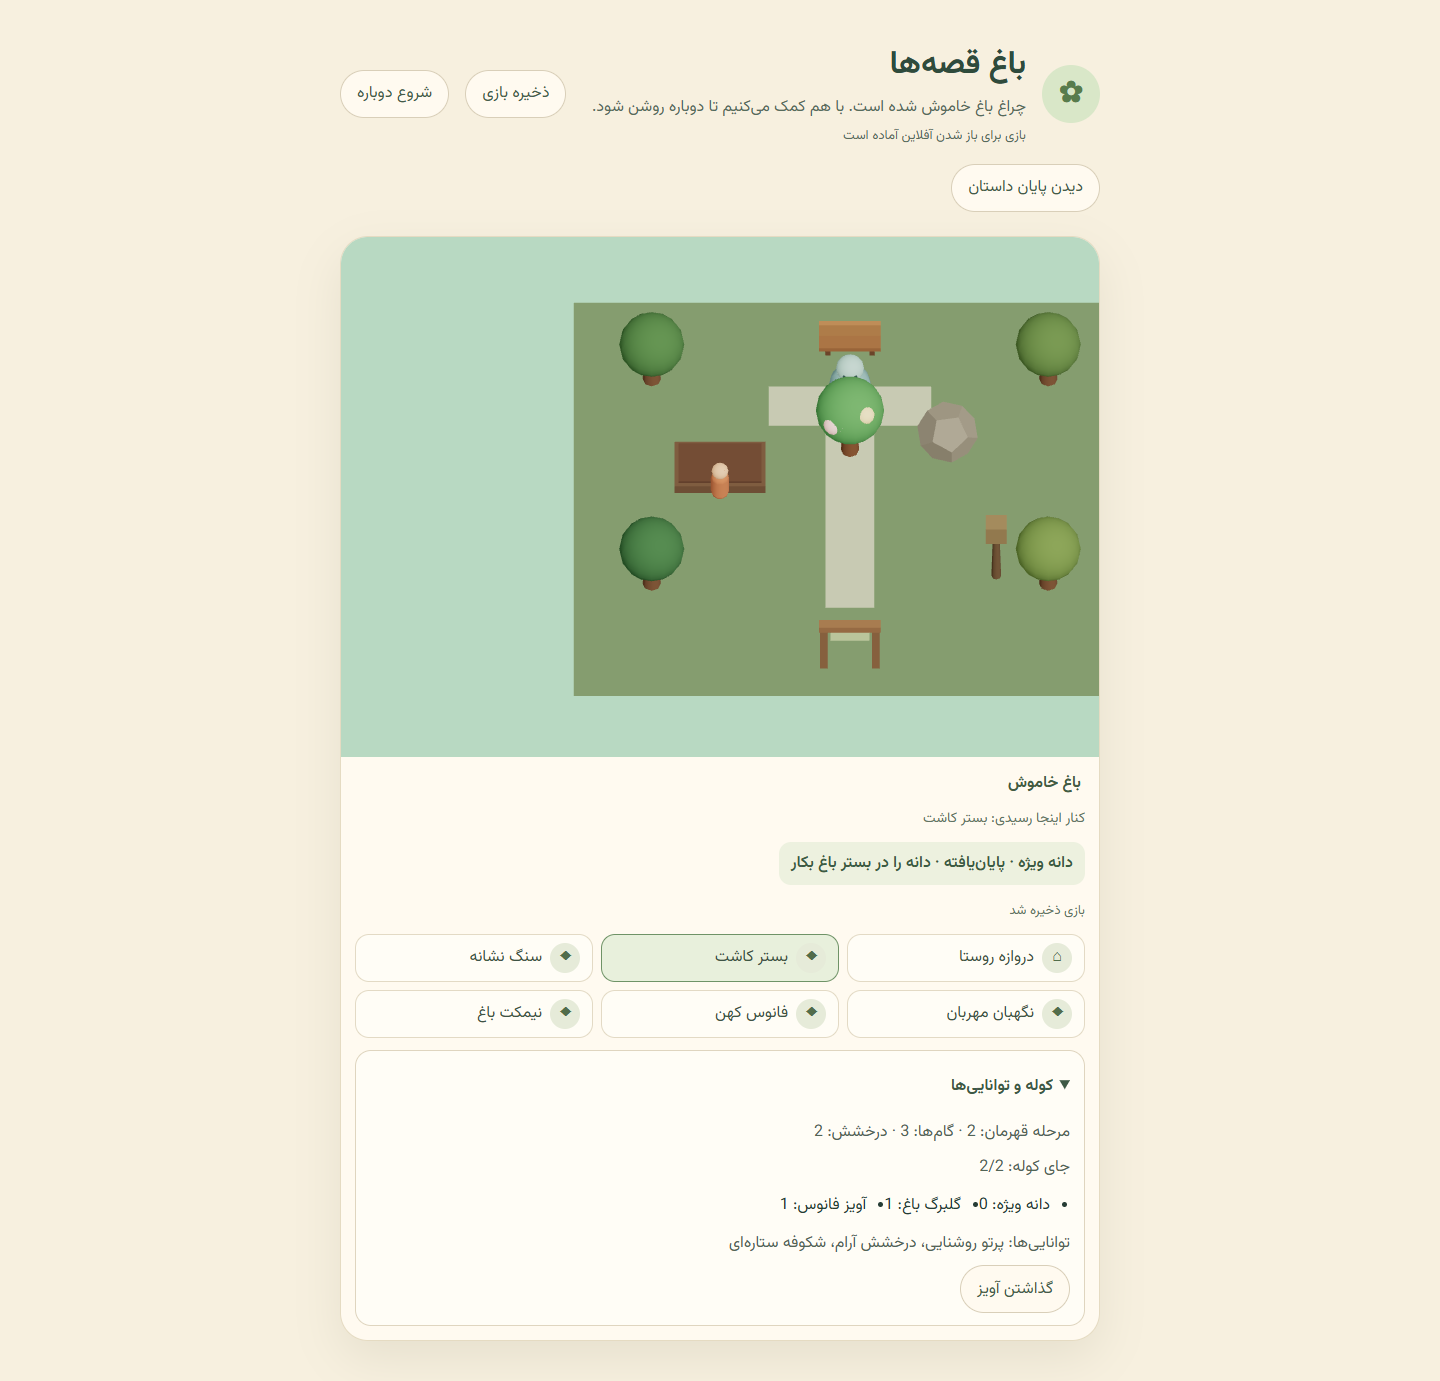 باغ قصه‌ها
چراغ باغ خاموش شده است. با هم کمک می‌کنیم تا دوباره روشن شود.
بازی برای باز شدن آفلاین آماده است
ذخیره بازی
شروع دوباره
دیدن پایان داستان
باغ خاموش
کنار اینجا رسیدی: بستر کاشت
دانه ویژه · پایان‌یافته · دانه را در بستر باغ بکار
بازی ذخیره شد
دروازه روستا
بستر کاشت
سنگ نشانه
نگهبان مهربان
فانوس کهن
نیمکت باغ
کوله و توانایی‌ها
مرحله قهرمان: 2 · گام‌ها: 3 · درخشش: 2
جای کوله: 2/2
• دانه ویژه: 0 • گلبرگ باغ: 1 • آویز فانوس: 1
توانایی‌ها: پرتو روشنایی، درخشش آرام، شکوفه ستاره‌ای
گذاشتن آویز